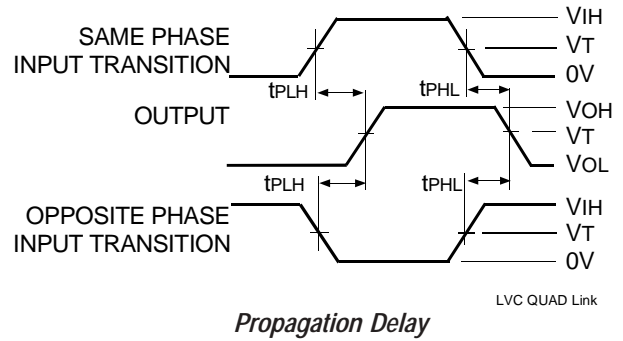 SAME PHASE
INPUT TRANSITION
VIH
VT
0V
tPLH
tPHL
OUTPUT
VOH
VT
VOL
tPLH
tPHL
OPPOSITE PHASE
INPUT TRANSITION
VIH
VT
0V
LVC QUAD Link
Propagation Delay